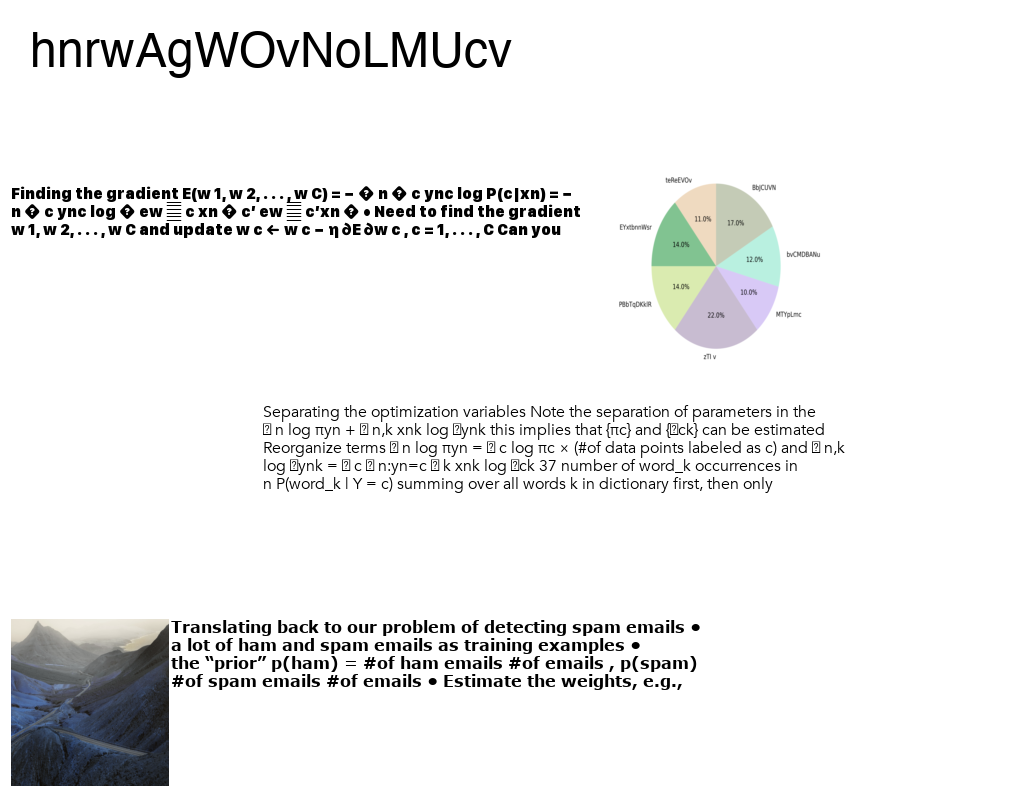 hnrwAgWOvNoLMUcv
Finding the gradient E(w 1, w 2, . . . , w C) = − � n � c ync log P(c|xn) = −
n � c ync log � ew  c xn � c′ ew  c′xn � • Need to find the gradient
w 1, w 2, . . . , w C and update w c ← w c − η ∂E ∂w c , c = 1, . . . , C Can you
teReEVOv
BbJCUVN
11.0%
17.0%
EYxtbnnWsr
14.0%
12.0%
bvCMDBANu
14.0%
10.0%
PBbTqDKkIR
22.0%
MTYpLmc
zTI v
Separating the optimization variables Note the separation of parameters in the
 n log πyn +  n,k xnk log ynk this implies that {πc} and {ck} can be estimated
Reorganize terms  n log πyn =  c log πc × (#of data points labeled as c) and  n,k
log ynk =  c  n:yn=c  k xnk log ck 37 number of word_k occurrences in
n P(word_k | Y = c) summing over all words k in dictionary first, then only
Translating back to our problem of detecting spam emails •
a lot of ham and spam emails as training examples •
the “prior” p(ham) = #of ham emails #of emails , p(spam)
#of spam emails #of emails • Estimate the weights, e.g.,